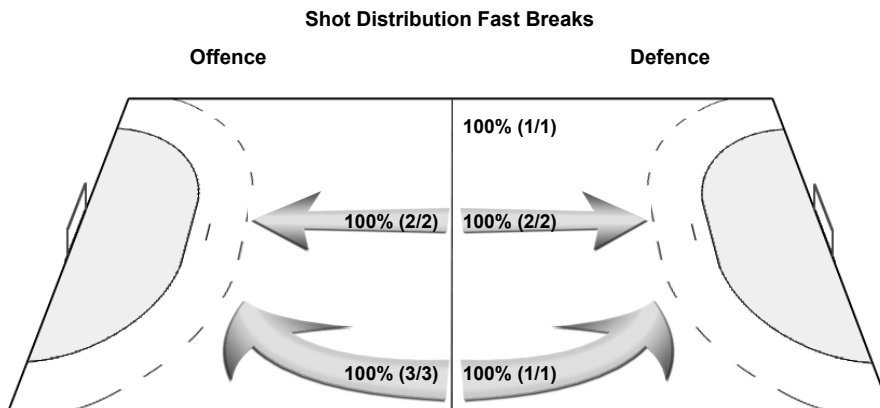 Shot Distribution Fast Breaks
Offence Defence
100% (1/1)
100% (2/2) 100% (2/2)
100% (3/3) 100% (1/1)